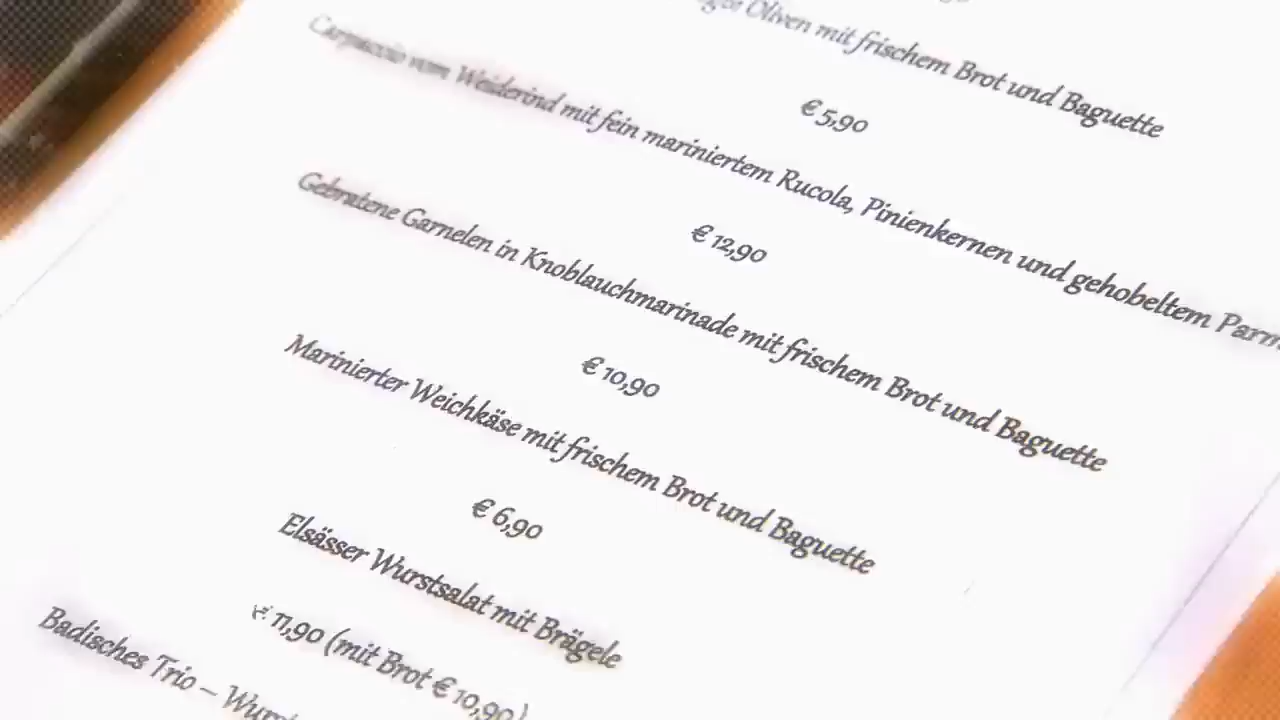 Oliven mit frischem Brot und Baguette
€ 5,90
Carpaccio vom Weiderind mit fein mariniertem Rucola, Pinienkernen und gehobeltem Parm
€ 12,90
Gebratene Garnelen in Knoblauchmarinade mit frischem Brot und Baguette
€ 10,90
Marinierter Weichkäse mit frischem Brot und Baguette
€ 6,90
Elsässer Wurstsalat mit Brägele
€ 11,90 (mit Brot € 10,90)
Badisches Trio –